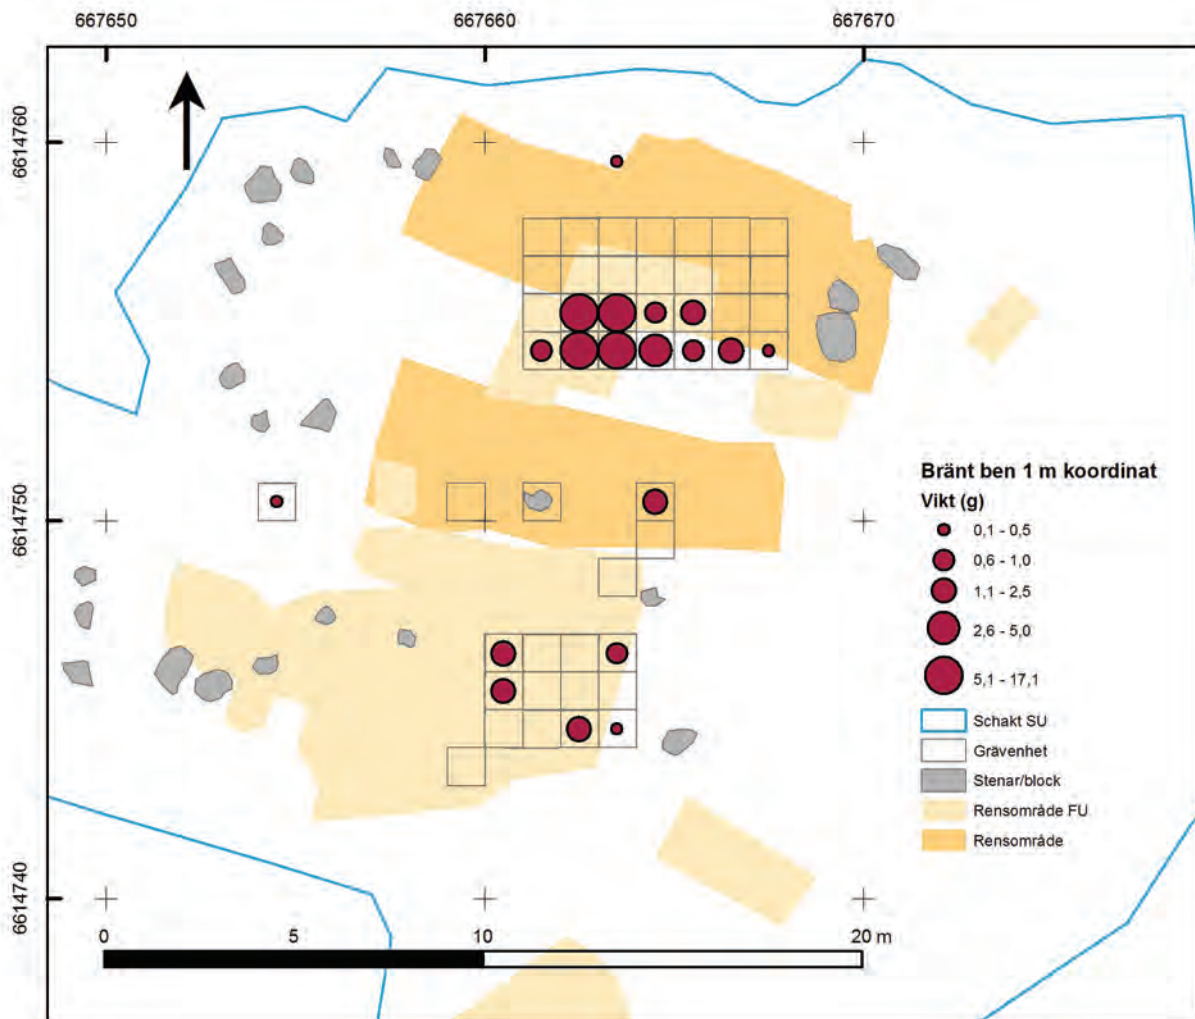 667650 667660 667670
6614760
6614750
6614740
Bränt ben 1 m koordinat
Vikt (g)
0,1 - 0,5
0,6 - 1,0
1,1 - 2,5
2,6 - 5,0
5,1 - 17,1
Schakt SU
Grävenhet
Stenar/block
Rensområde FU
Rensområde
0 5 10 20 m